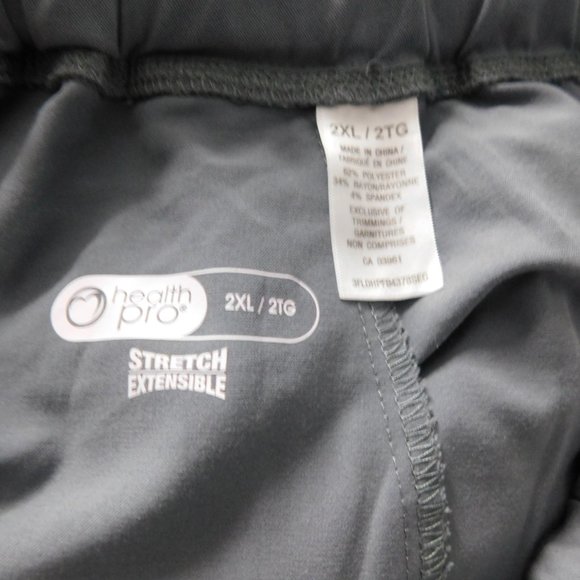 2XL / 2TG
MADE IN CHINA /
FABRIQUÉ EN CHINE
62% POLYESTER
34% RAYON/RAYONNE
4% SPANDEX
EXCLUSIVE OF
TRIMMINGS /
GARNITURES
NON COMPRISES
CA 03961
health
pro®
2XL / 2TG
STRETCH
EXTENSIBLE